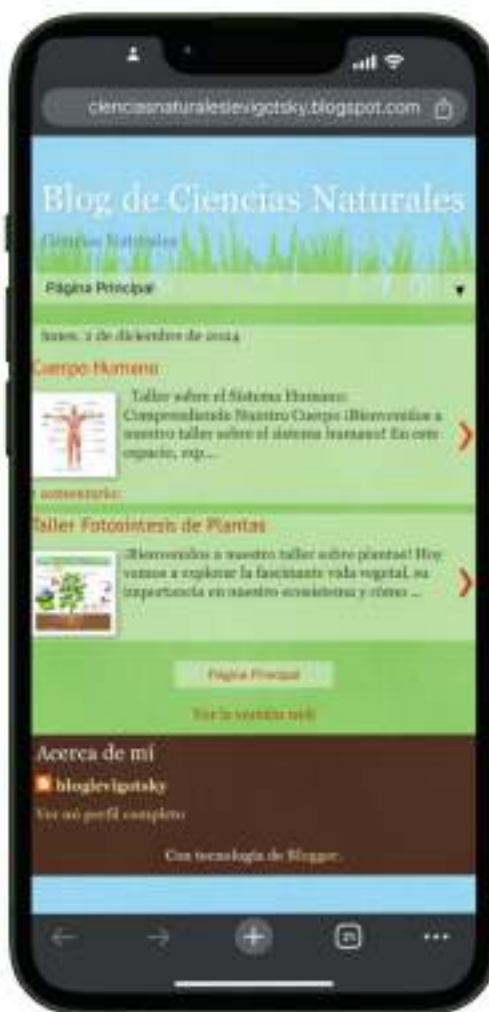 cienciasnaturaleslevigotsky.blogspot.com
Blog de Ciencias Naturales
Ciencias Naturales
Página Principal
lunes, 2 de diciembre de 2024
Cuerpo Humano
Taller sobre el Sistema Humano:
Comprendiendo Nuestro Cuerpo ¡Bienvenidos a
nuestro taller sobre el sistema humano! En este
espacio, exp...
1 comentario:
Taller Fotosíntesis de Plantas
¡Bienvenidos a nuestro taller sobre plantas! Hoy
vamos a explorar la fascinante vida vegetal, su
importancia en nuestro ecosistema y cómo ...
Página Principal
Ver la versión web
Acerca de mí
bloglevigotsky
Ver mi perfil completo
Con tecnología de Blogger.